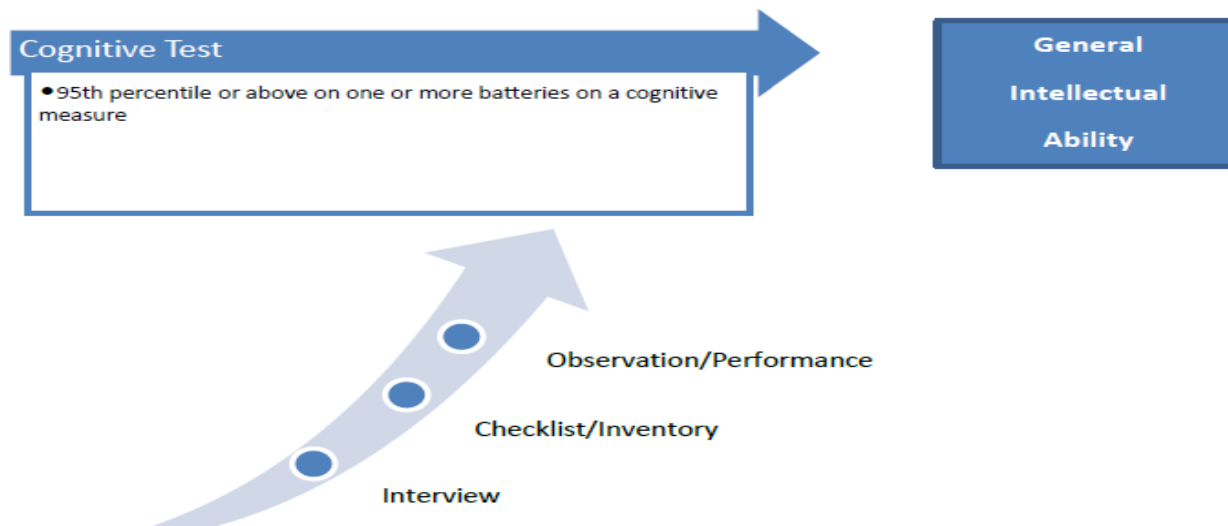 Cognitive Test
•95th percentile or above on one or more batteries on a cognitive
measure
General
Intellectual
Ability
Observation/Performance
Checklist/Inventory
Interview